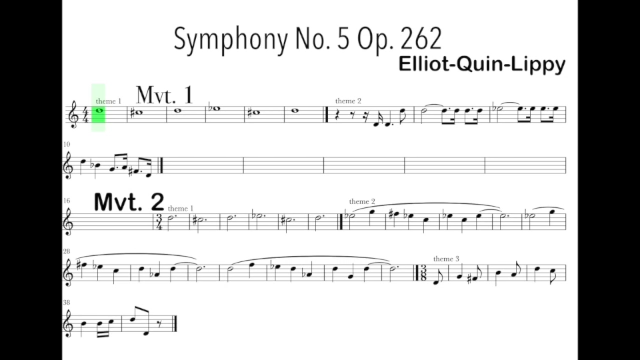 Symphony No. 5 Op. 262
Elliot-Quin-Lippy
theme 1
Mvt. 1
theme 2
10
16
Mvt. 2
theme 1
theme 2
28
theme 3
38